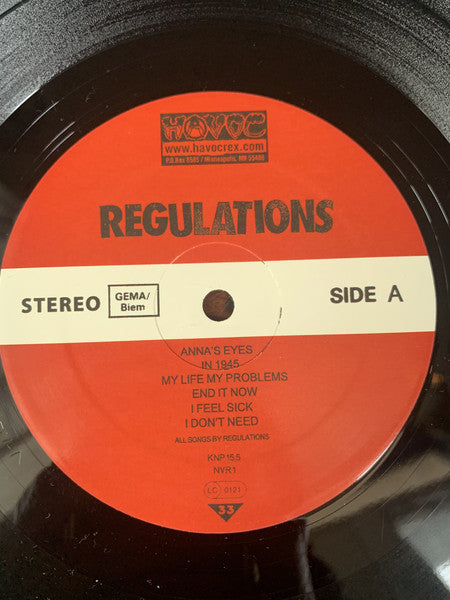 HAVOC
www.havocrex.com
P.O.Box 8585 / Minneapolis, MN 55408
REGULATIONS
STEREO GEMA/ SIDE A
Biem
ANNA'S EYES
IN 1945
MY LIFE MY PROBLEMS
END IT NOW
I FEEL SICK
I DON'T NEED
ALL SONGS BY REGULATIONS
KNP 15.5
NVR1
LC 0121
33